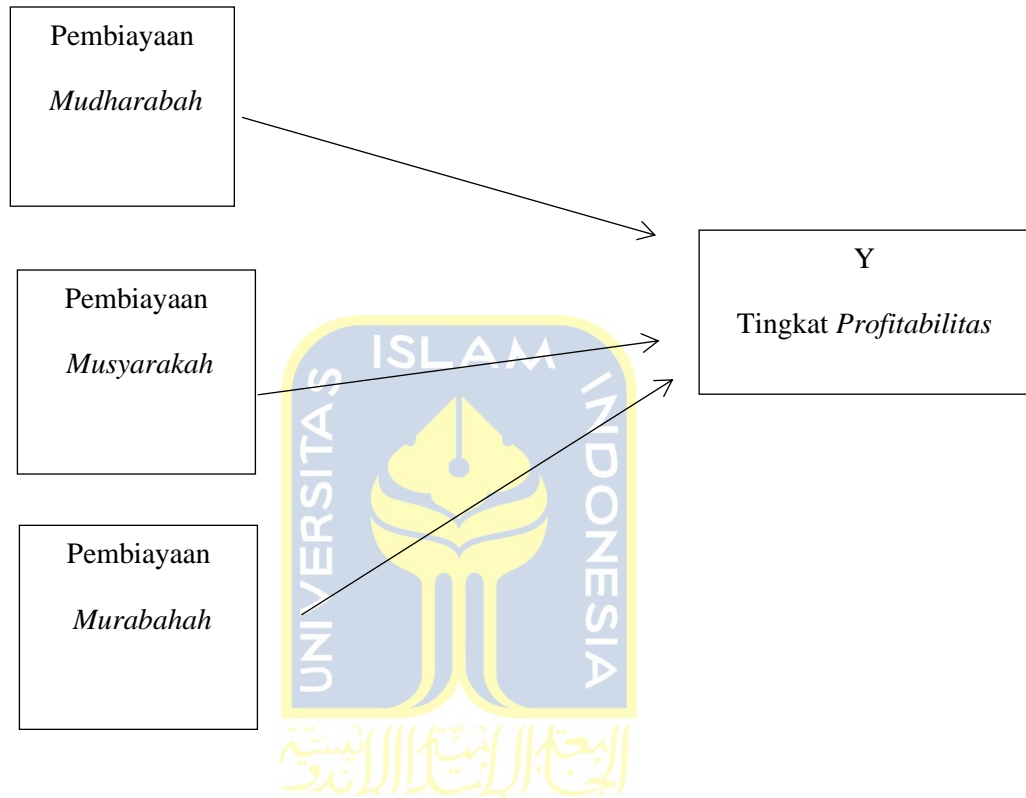 Pembiayaan
Mudharabah
Pembiayaan
Musyarakah
Pembiayaan
Murabahah
Y
Tingkat Profitabilitas
UNIVERSITAS
ISLAM
INDONESIA